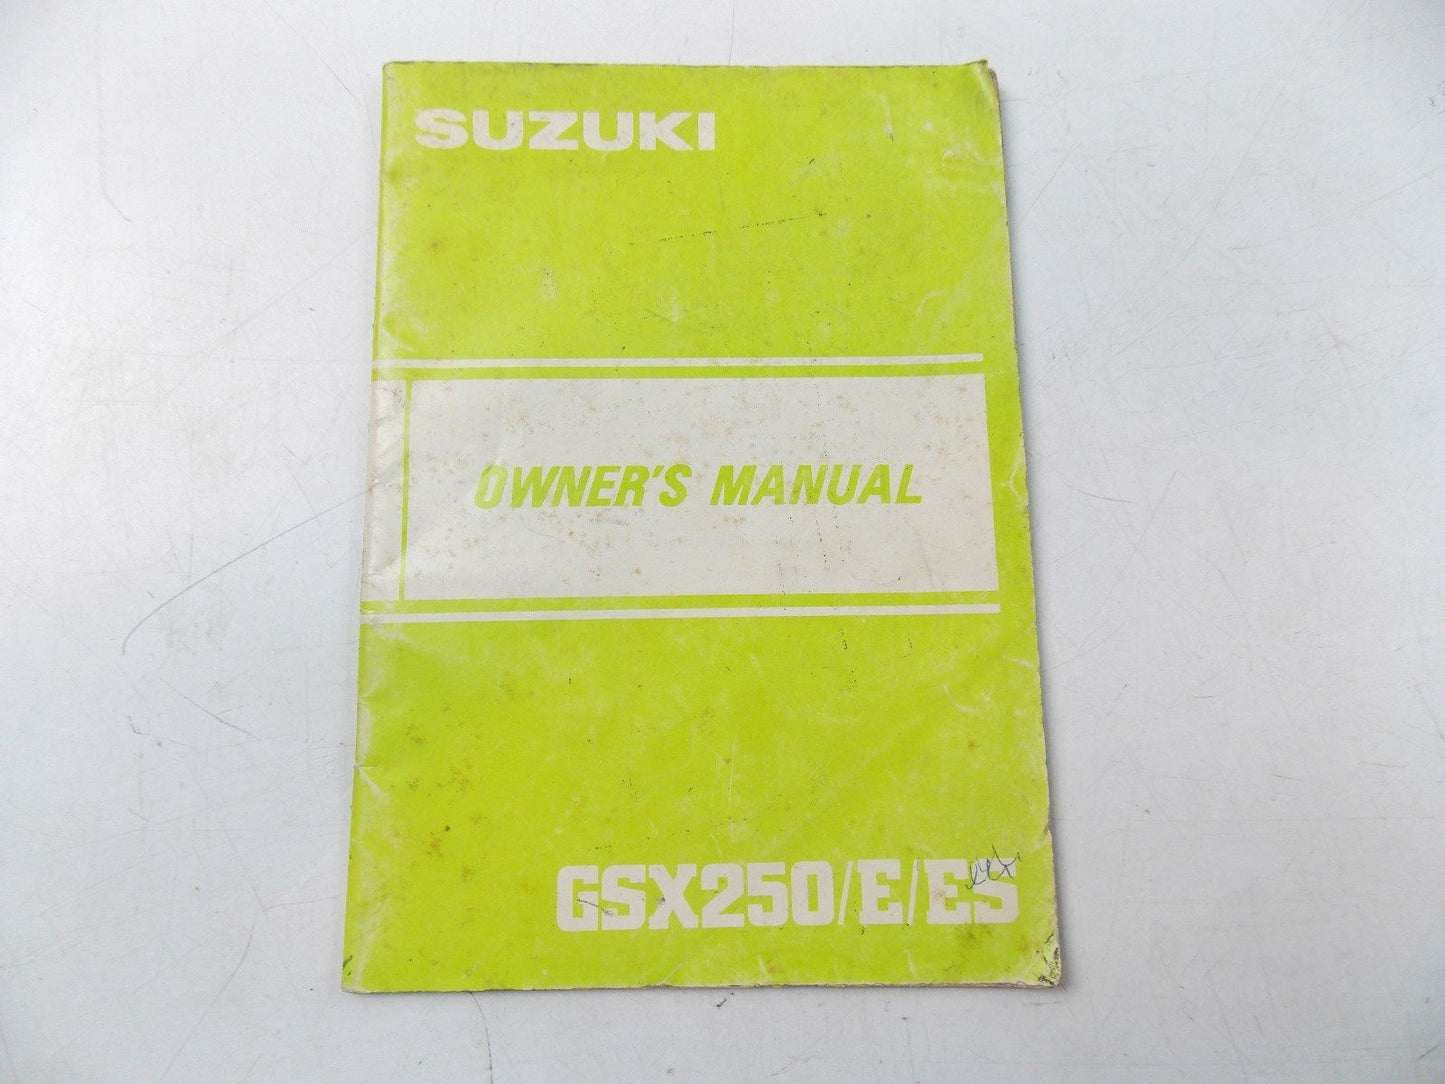 SUZUKI
OWNER'S MANUAL
GSX250/E/ES